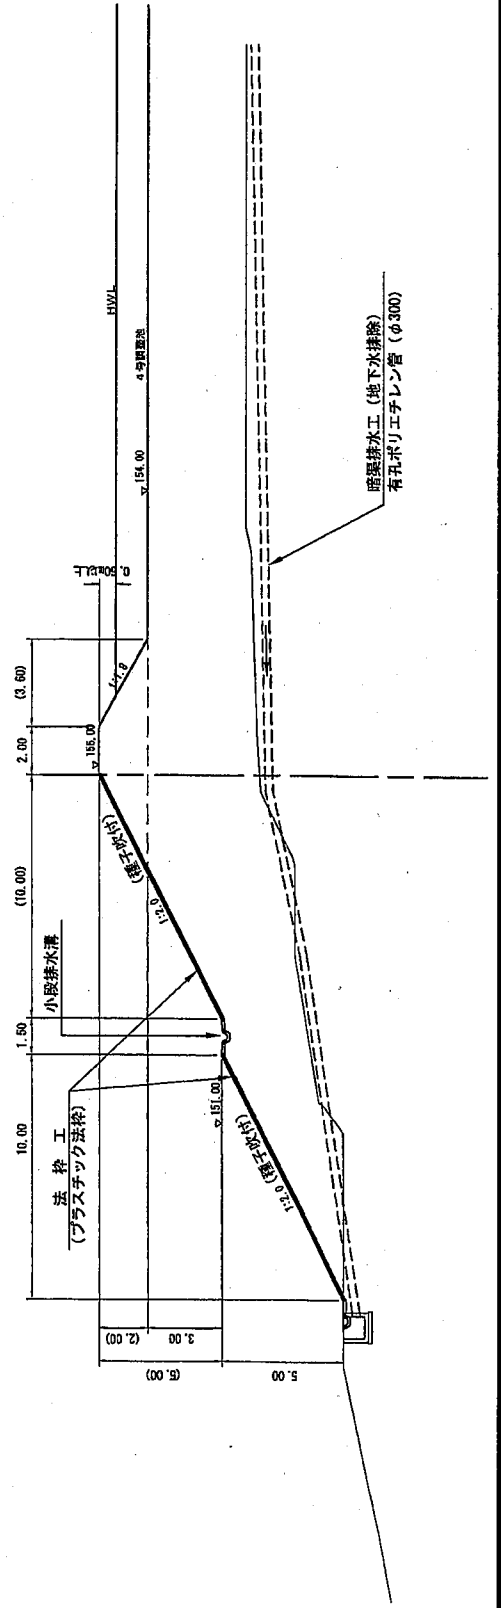 法 枠 工
(プラスチック法枠)
小段排水溝
10.00
1.50
(10.00)
2.00
(3.60)
0.60m以上
(種子吹付)
1:2.0
▽ 156.00
1:1.8
HWL
▽ 154.00
4号調整池
▽ 151.00
1:2.0 (種子吹付)
(2.00)
3.00
(5.00)
5.00
暗渠排水工 (地下水排除)
有孔ポリエチレン管 (φ300)